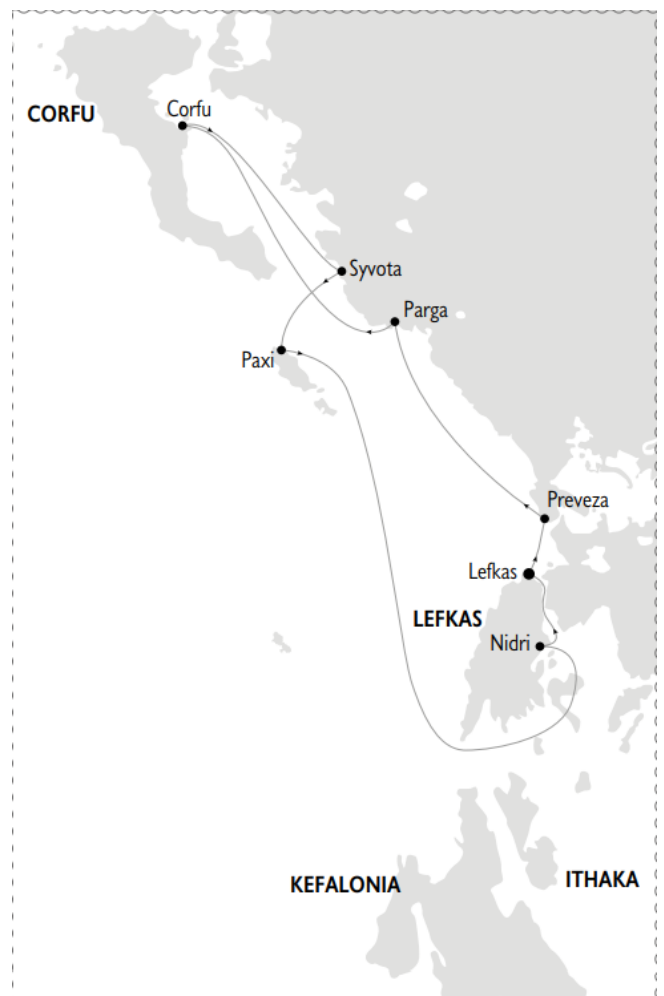 Corfu
CORFU
Syvota
Parga
Paxi
Preveza
Lefkas
LEFKAS
Nidri
KEFALONIA
ITHAKA